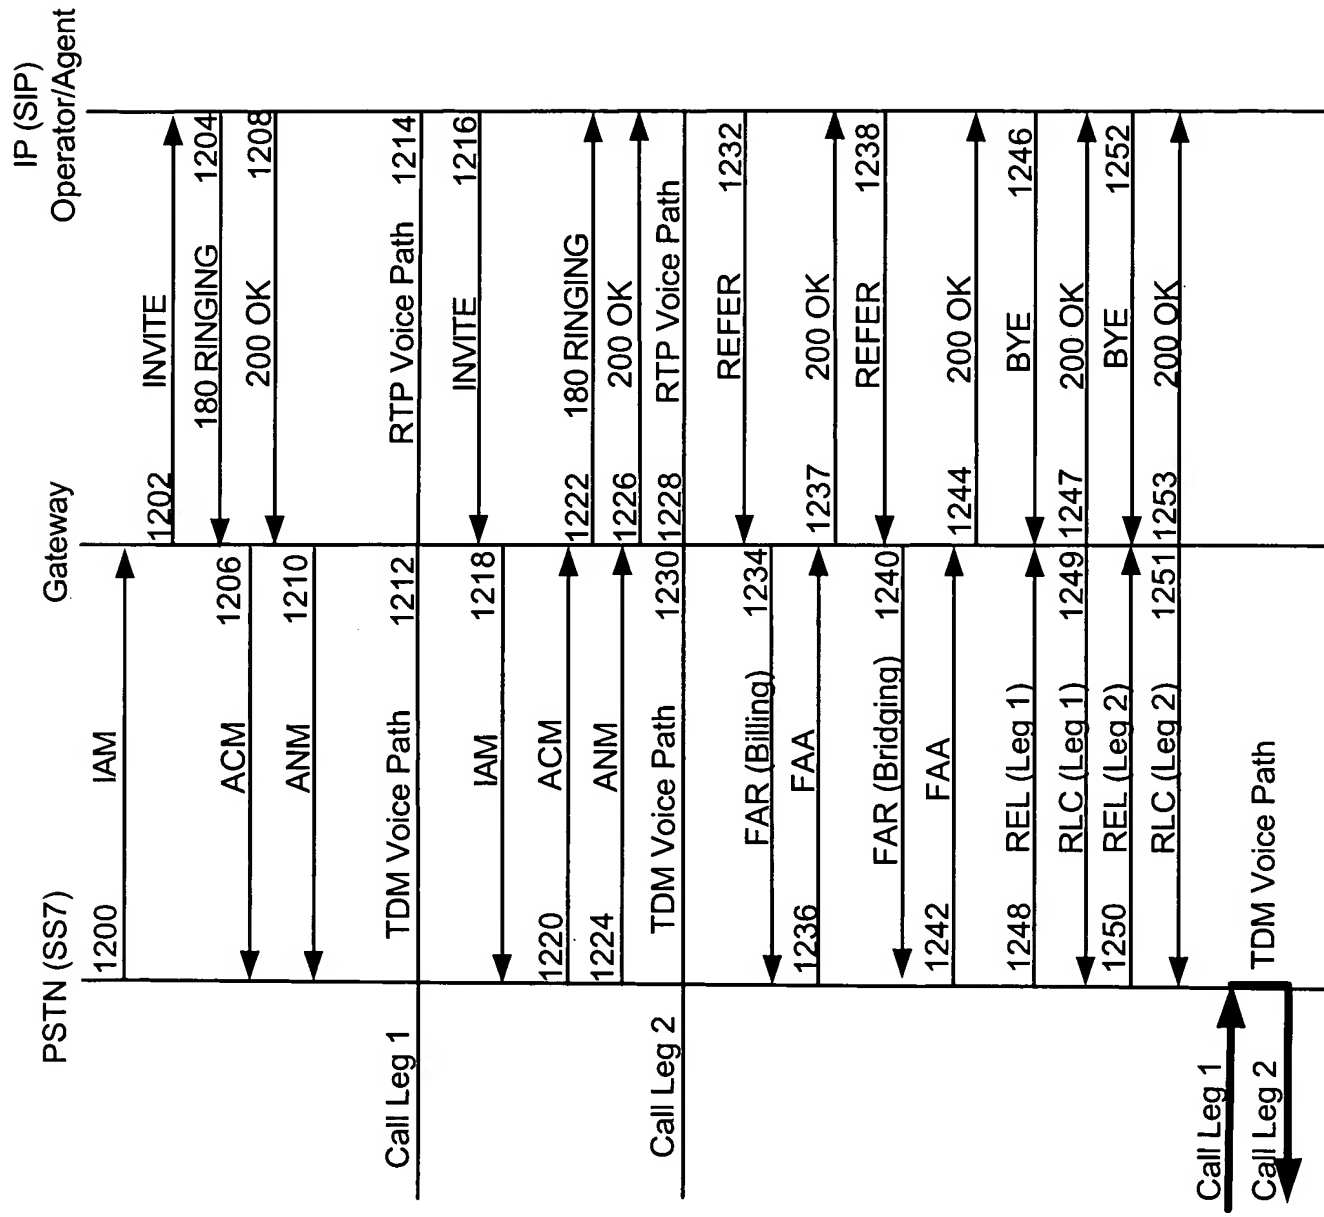 IP (SIP)
Operator/Agent
Gateway
PSTN (SS7)
1200
IAM
1202
INVITE
180 RINGING
1204
ACM
1206
200 OK
1208
ANM
1210
Call Leg 1
TDM Voice Path
1212
RTP Voice Path
1214
INVITE
1216
IAM
1218
1220
ACM
1222
180 RINGING
1224
ANM
1226
200 OK
Call Leg 2
TDM Voice Path
1230
1228
RTP Voice Path
REFER
1232
FAR (Billing)
1234
1236
FAA
1237
200 OK
REFER
1238
FAR (Bridging)
1240
1242
FAA
1244
200 OK
BYE
1246
1248
REL (Leg 1)
1247
200 OK
RLC (Leg 1)
1249
BYE
1252
1250
REL (Leg 2)
1253
200 OK
RLC (Leg 2)
1251
Call Leg 1
Call Leg 2
TDM Voice Path